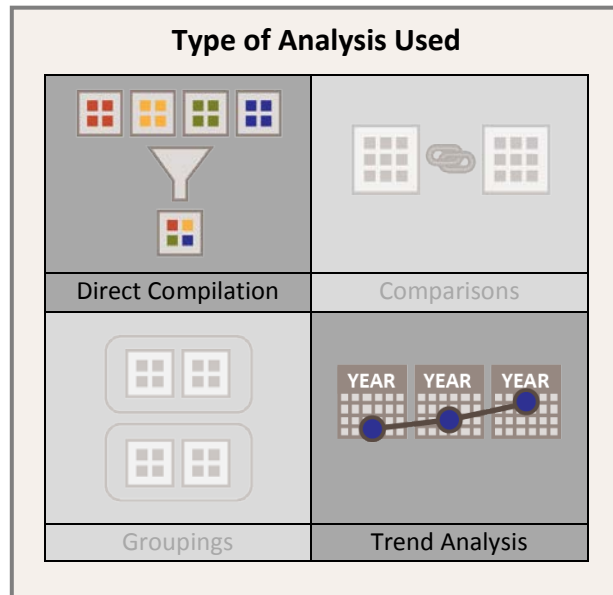 Type of Analysis Used
Direct Compilation
Comparisons
YEAR YEAR YEAR
Groupings
Trend Analysis